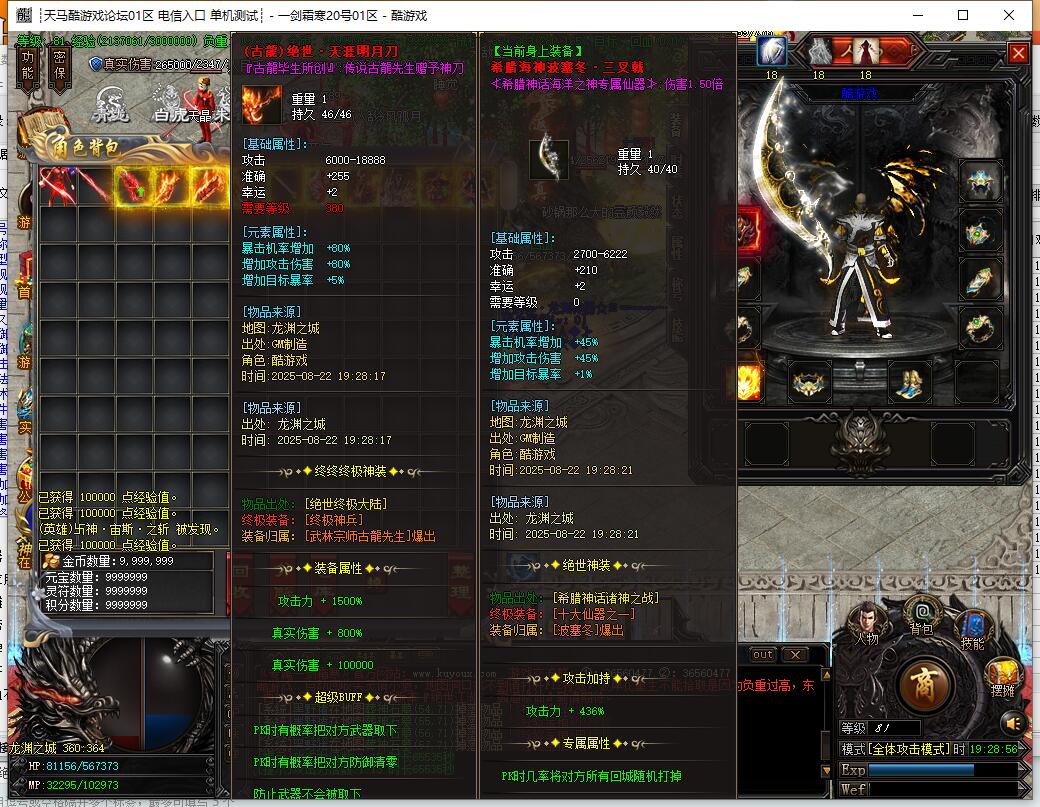 天马酷游戏论坛01区 电信入口 单机测试 - 一剑霜寒20号01区 - 酷游戏
等级: 81 经验(2137061/3000000) 负重
功能
密保
真实伤害 265000/2347/
角色背包
已获得 100000 点经验值。
已获得 100000 点经验值。
(英雄)卐神·宙斯·之斩 被发现。
已获得 100000 点经验值。
金币数量:9,999,999
元宝数量: 9999999
灵符数量: 9999999
积分数量: 9999999
龙渊之城 360:364
HP:81156/567373
MP:32295/102973
(古龍)绝世·天涯明月刀
『古龍毕生所创』:传说古龍先生赠予神刀
重量 1
持久 46/46
[基础属性]:
攻击 6000-18888
准确 +255
幸运 +2
需要等级 380
[元素属性]:
暴击机率增加 +80%
增加攻击伤害 +80%
增加目标暴率 +5%
[物品来源]
地图:龙渊之城
出处:GM制造
角色:酷游戏
时间:2025-08-22 19:28:17
[物品来源]
出处: 龙渊之城
时间: 2025-08-22 19:28:17
终终终极神装
物品出处: [绝世终极大陆]
终极装备: [终极神兵]
装备归属: [武林宗师古龍先生]爆出
装备属性
攻击力 + 1500%
真实伤害 + 800%
真实伤害 + 100000
超级BUFF
PK时有概率把对方武器取下
PK时有概率把对方防御清零
防止武器不会被取下
【当前身上装备】
希腊海神波塞冬·三叉戟
≮希腊神话海洋之神专属仙器≯ 伤害1.50倍
重量 1
持久 40/40
[基础属性]:
攻击 2700-6222
准确 +210
幸运 +2
需要等级 0
[元素属性]:
暴击机率增加 +45%
增加攻击伤害 +45%
增加目标暴率 +1%
[物品来源]
地图:龙渊之城
出处:GM制造
角色:酷游戏
时间:2025-08-22 19:28:21
[物品来源]
出处: 龙渊之城
时间: 2025-08-22 19:28:21
绝世神装
物品出处: [希腊神话诸神之战]
终极装备: [十大仙器之一]
装备归属: [波塞冬]爆出
攻击加持
攻击力 + 436%
专属属性
PK时几率将对方所有回城随机打掉
18
18
18
酷游戏
out
X
的负重过高，东
人物
背包
技能
商
摆摊
等级 81
模式[全体攻击模式] 时 19:28:56
Exp
Wef